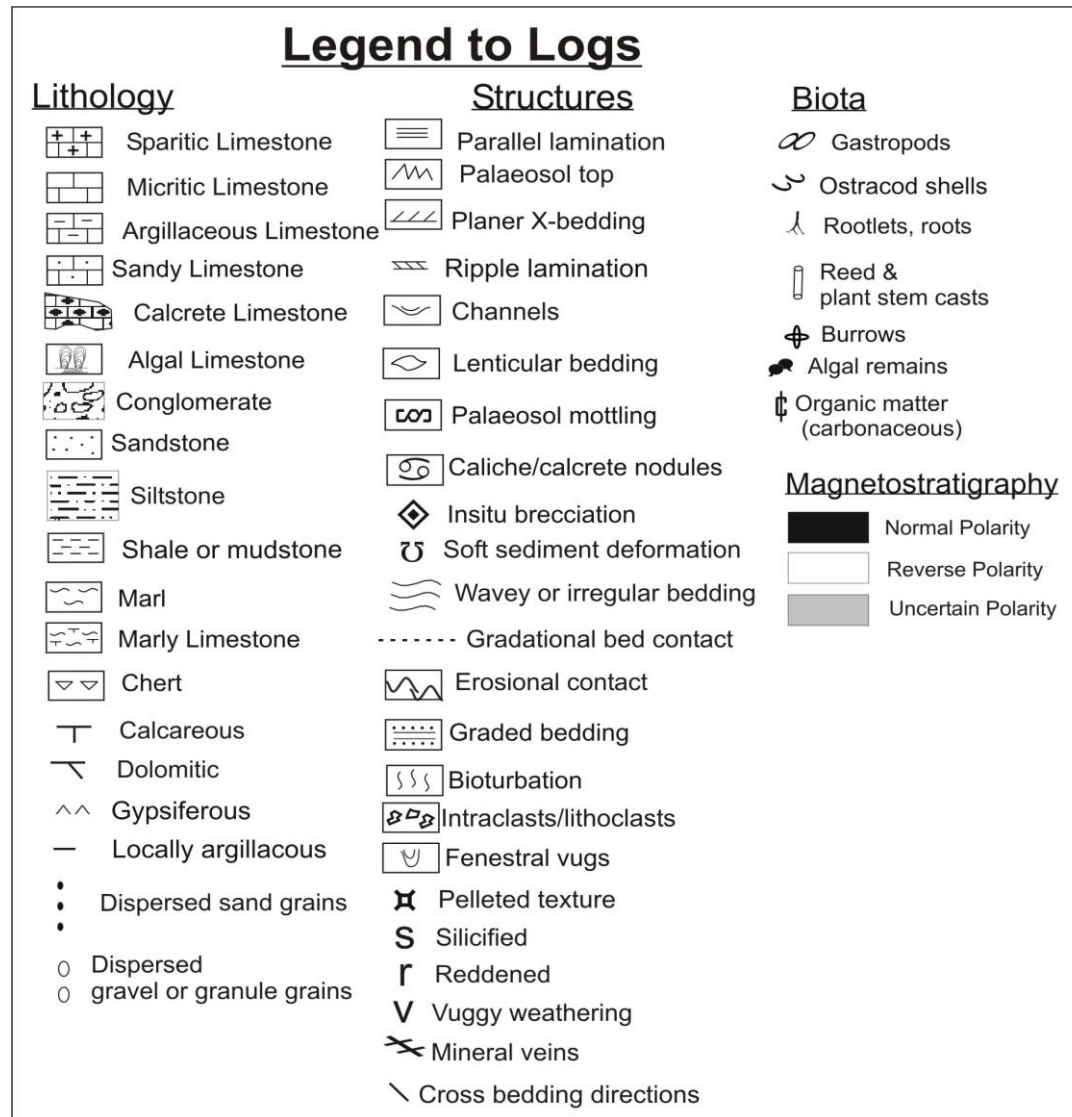 Legend to Logs
Lithology
Sparitic Limestone
Micritic Limestone
Argillaceous Limestone
Sandy Limestone
Calcrete Limestone
Algal Limestone
Conglomerate
Sandstone
Siltstone
Shale or mudstone
Marl
Marly Limestone
Chert
Calcareous
Dolomitic
Gypsiferous
Locally argillacous
Dispersed sand grains
Dispersed
gravel or granule grains
Structures
Parallel lamination
Palaeosol top
Planer X-bedding
Ripple lamination
Channels
Lenticular bedding
Palaeosol mottling
Caliche/calcrete nodules
Insitu brecciation
Soft sediment deformation
Wavey or irregular bedding
Gradational bed contact
Erosional contact
Graded bedding
Bioturbation
Intraclasts/lithoclasts
Fenestral vugs
Pelleted texture
S Silicified
r Reddened
V Vuggy weathering
Mineral veins
Cross bedding directions
Biota
Gastropods
Ostracod shells
Rootlets, roots
Reed &
plant stem casts
Burrows
Algal remains
Organic matter
(carbonaceous)
Magnetostratigraphy
Normal Polarity
Reverse Polarity
Uncertain Polarity